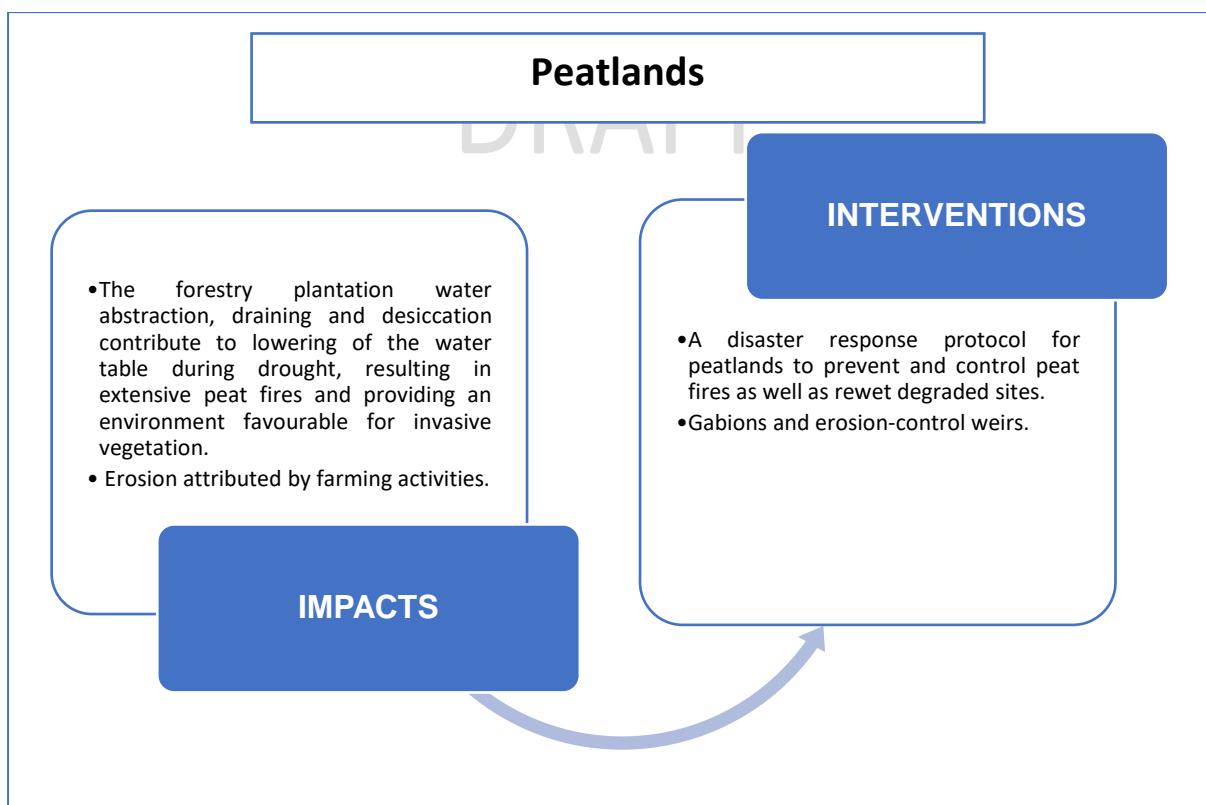 Peatlands
DRAFT
INTERVENTIONS
•The forestry plantation water
abstraction, draining and desiccation
contribute to lowering of the water
table during drought, resulting in
extensive peat fires and providing an
environment favourable for invasive
vegetation.
• Erosion attributed by farming activities.
IMPACTS
•A disaster response protocol for
peatlands to prevent and control peat
fires as well as rewet degraded sites.
•Gabions and erosion-control weirs.